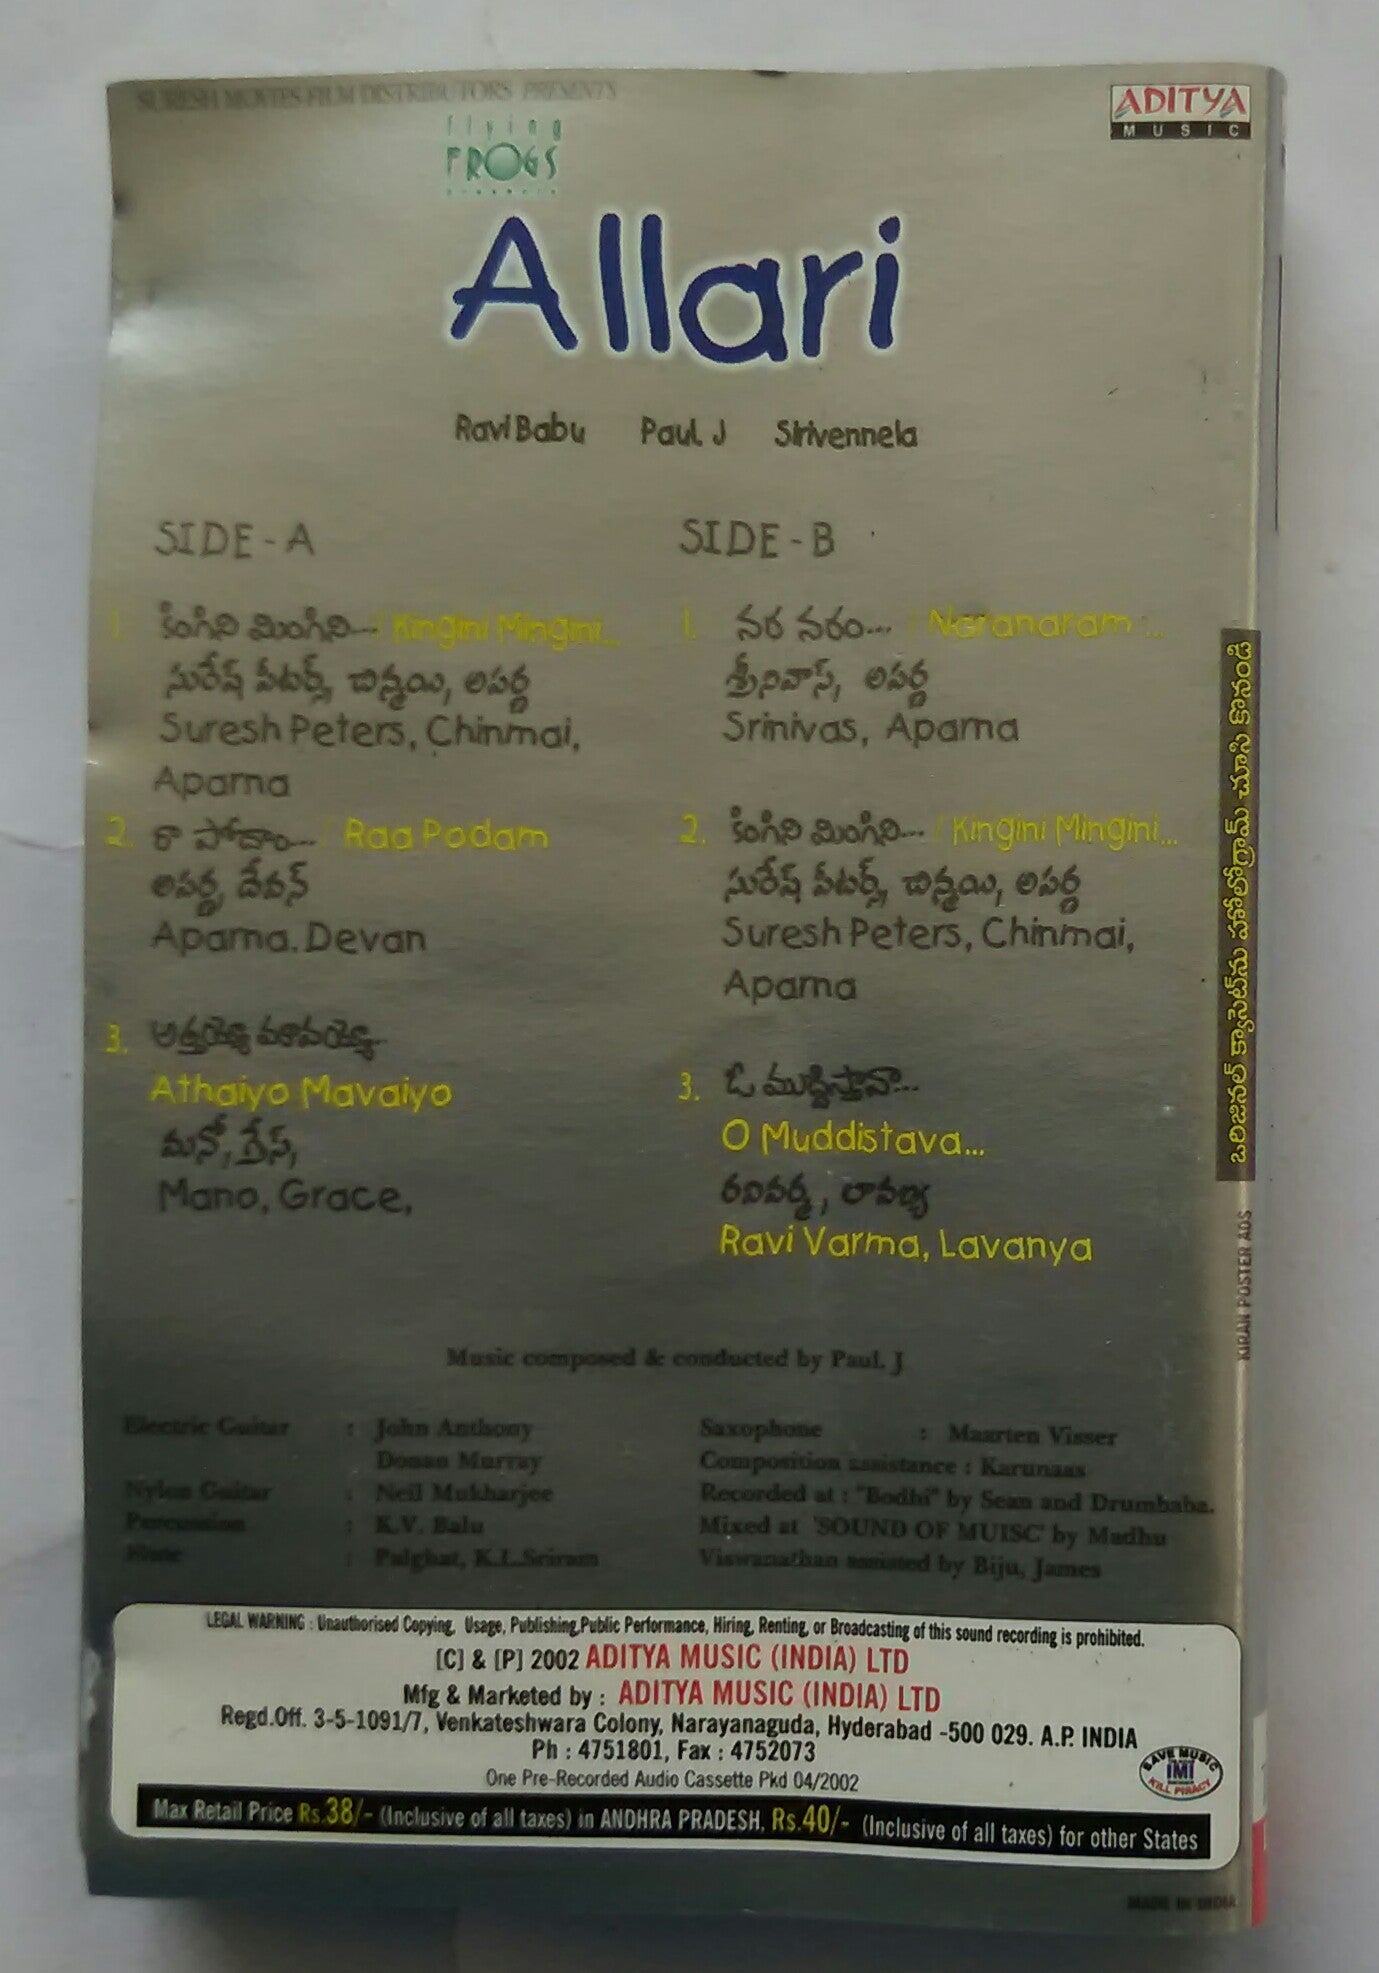 SURESH MOVIES FILM DISTRIBUTORS PRESENTS
flying
FROGS
presents
ADITYA
MUSIC
Allari
Ravi Babu Paul. J Sirivennela
SIDE - A
1. కింగిని మింగిని... / Kingini Mingini...
సురేష్ పీటర్స్, చిన్మయి, అపర్ణ
Suresh Peters, Chinmai,
Aparna
2. రా పోదాం... / Raa Podam
అపర్ణ, దేవన్
Aparna. Devan
3. అత్తయ్యో మావయ్యో..
Athaiyo Mavaiyo
మనో, గ్రేస్,
Mano, Grace,
SIDE - B
1. నర నరం... / Naranaram ...
శ్రీనివాస్, అపర్ణ
Srinivas, Aparna
2. కింగిని మింగిని... / Kingini Mingini...
సురేష్ పీటర్స్, చిన్మయి, అపర్ణ
Suresh Peters, Chinmai,
Aparna
3. ఓ ముద్దిస్తావా...
O Muddistava...
రవివర్మ, లావణ్య
Ravi Varma, Lavanya
Music composed & conducted by Paul. J
Electric Guitar : John Anthony
Donan Murray
Nylon Guitar : Neil Mukharjee
Percussion : K.V. Balu
Flute : Palghat, K.L.Sriram
Saxophone : Maarten Visser
Composition assistance : Karunaas
Recorded at : "Bodhi" by Sean and Drumbaba.
Mixed at 'SOUND OF MUISC' by Madhu
Viswanathan assisted by Biju, James
LEGAL WARNING : Unauthorised Copying, Usage, Publishing,Public Performance, Hiring, Renting, or Broadcasting of this sound recording is prohibited.
[C] & [P] 2002 ADITYA MUSIC (INDIA) LTD
Mfg & Marketed by : ADITYA MUSIC (INDIA) LTD
Regd.Off. 3-5-1091/7, Venkateshwara Colony, Narayanaguda, Hyderabad -500 029. A.P. INDIA
Ph : 4751801, Fax : 4752073
One Pre-Recorded Audio Cassette Pkd 04/2002
SAVE MUSIC
IMI
KILL PIRACY
Max Retail Price Rs.38/- (Inclusive of all taxes) in ANDHRA PRADESH, Rs.40/- (Inclusive of all taxes) for other States
MADE IN INDIA
ఒరిజినల్ క్యాసెట్‌ను హోలోగ్రామ్ చూసి కొనండి
KIRAN POSTER ADS